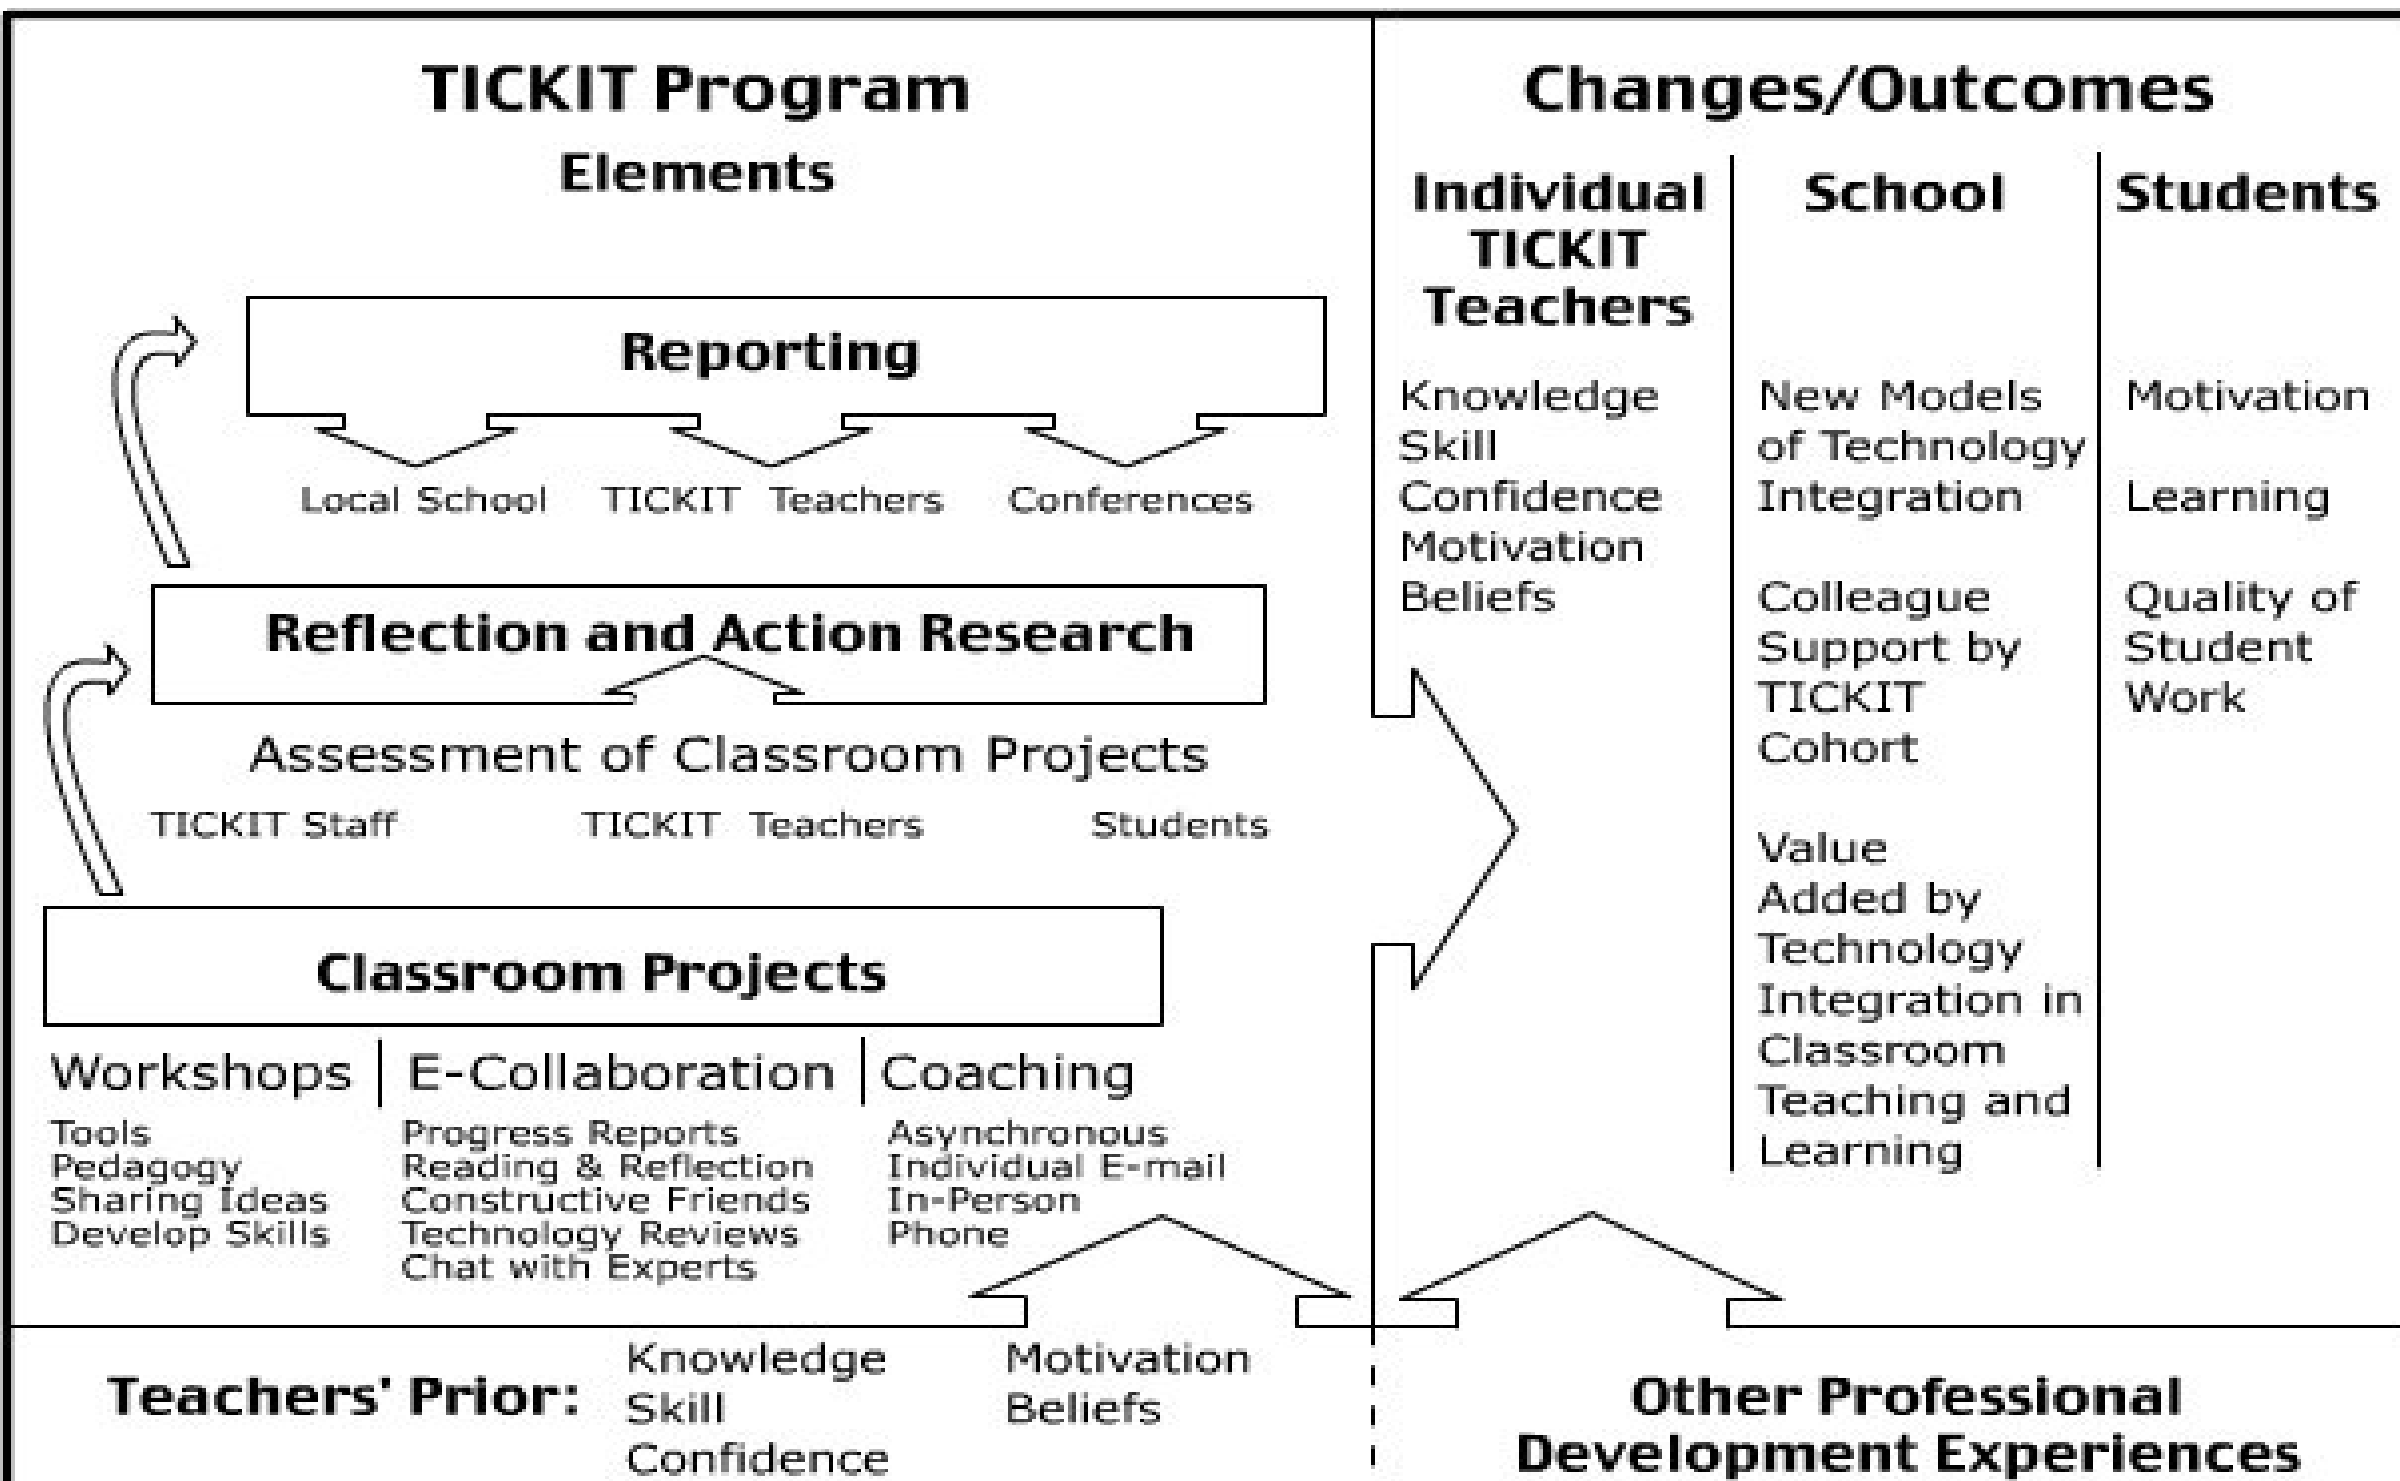 TICKIT Program
Elements
Reporting
Local School TICKIT Teachers Conferences
Reflection and Action Research
Assessment of Classroom Projects
TICKIT Staff TICKIT Teachers Students
Classroom Projects
Workshops E-Collaboration Coaching
Tools
Pedagogy
Sharing Ideas
Develop Skills
Progress Reports
Reading & Reflection
Constructive Friends
Technology Reviews
Chat with Experts
Asynchronous
Individual E-mail
In-Person
Phone
Changes/Outcomes
Individual
TICKIT
Teachers
Knowledge
Skill
Confidence
Motivation
Beliefs
School
New Models
of Technology
Integration
Colleague
Support by
TICKIT
Cohort
Value
Added by
Technology
Integration in
Classroom
Teaching and
Learning
Students
Motivation
Learning
Quality of
Student
Work
Teachers' Prior:
Knowledge
Skill
Confidence
Motivation
Beliefs
Other Professional
Development Experiences